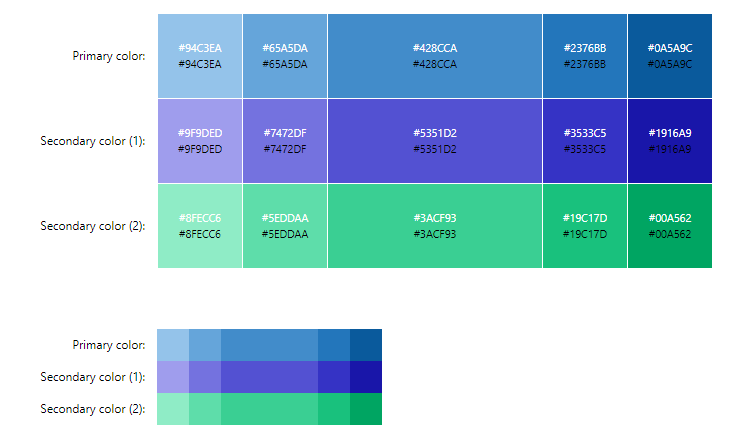 Primary color:
#94C3EA #65A5DA #428CCA #2376BB #0A5A9C
#94C3EA #65A5DA #428CCA #2376BB #0A5A9C
Secondary color (1):
#9F9DED #7472DF #5351D2 #3533C5 #1916A9
#9F9DED #7472DF #5351D2 #3533C5 #1916A9
Secondary color (2):
#8FECC6 #5EDDAA #3ACF93 #19C17D #00A562
#8FECC6 #5EDDAA #3ACF93 #19C17D #00A562
Primary color:
Secondary color (1):
Secondary color (2):